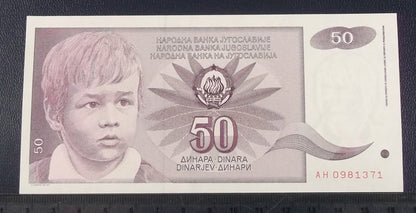 НАРОДНА БАНКА ЈУГОСЛАВИЈЕ
NARODNA BANKA JUGOSLAVIJE
НАРОДНА БАНКА НА ЈУГОСЛАВИЈА
50
50
50
ДИНАРА DINARA
DINARJEV ДИНАРИ
AH 0981371